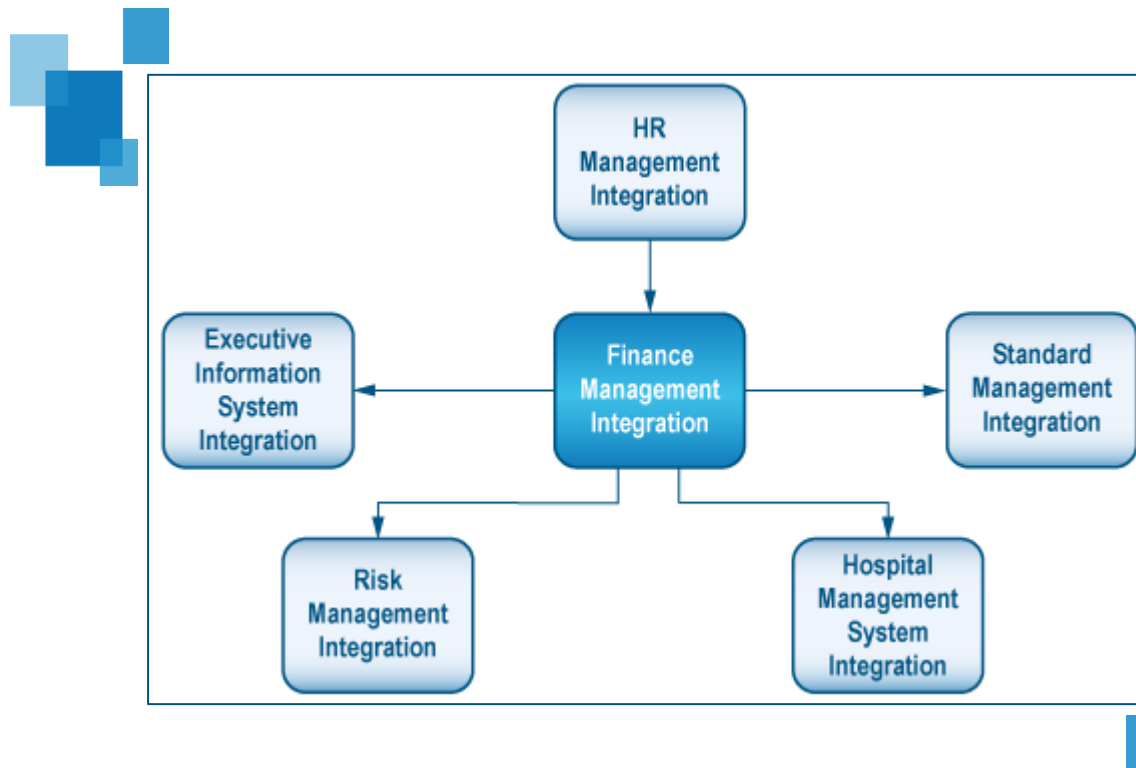 HR
Management
Integration
Executive
Information
System
Integration
Finance
Management
Integration
Standard
Management
Integration
Risk
Management
Integration
Hospital
Management
System
Integration